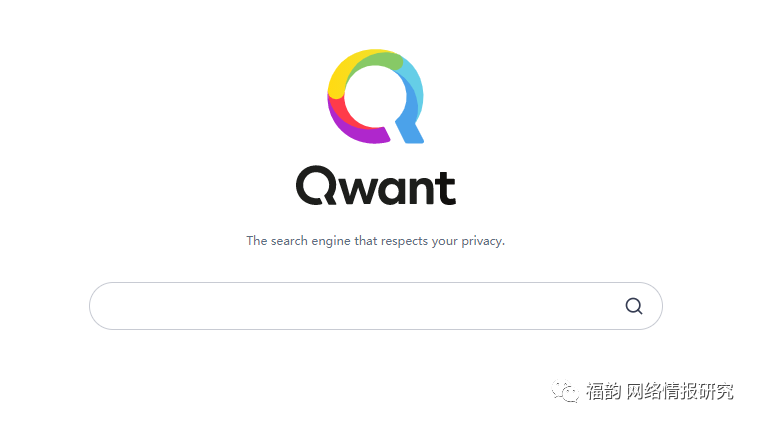 Qwant
The search engine that respects your privacy.
福韵 网络情报研究